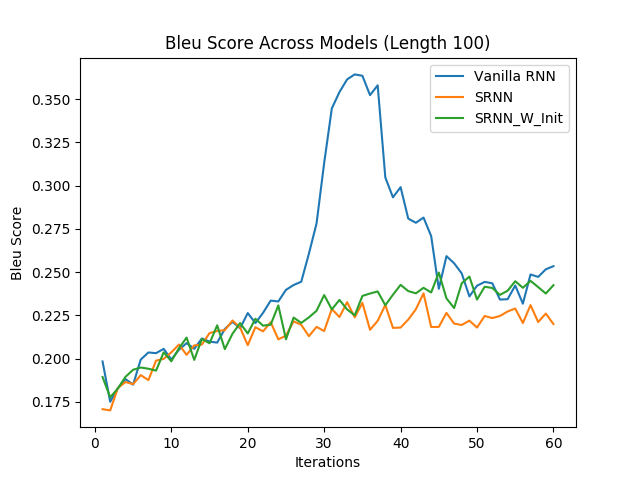 Bleu Score Across Models (Length 100)
Vanilla RNN
SRNN
SRNN_W_Init
Bleu Score
0.350
0.325
0.300
0.275
0.250
0.225
0.200
0.175
0
10
20
30
40
50
60
Iterations